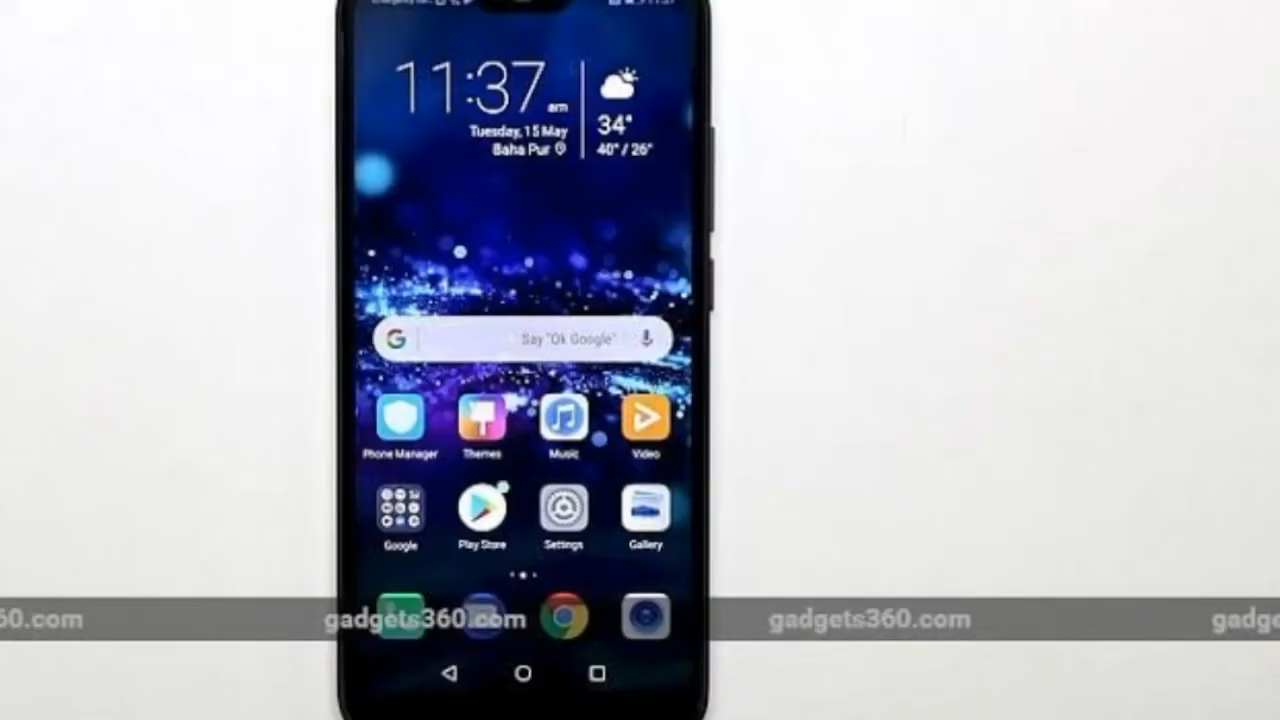 11:37 am
Tuesday, 15 May
Baha Pur
34°
40° / 26°
G Say "Ok Google"
Phone Manager Themes Music Video
Google Play Store Settings Gallery
60.com gadgets360.com gadgets360.com gadge